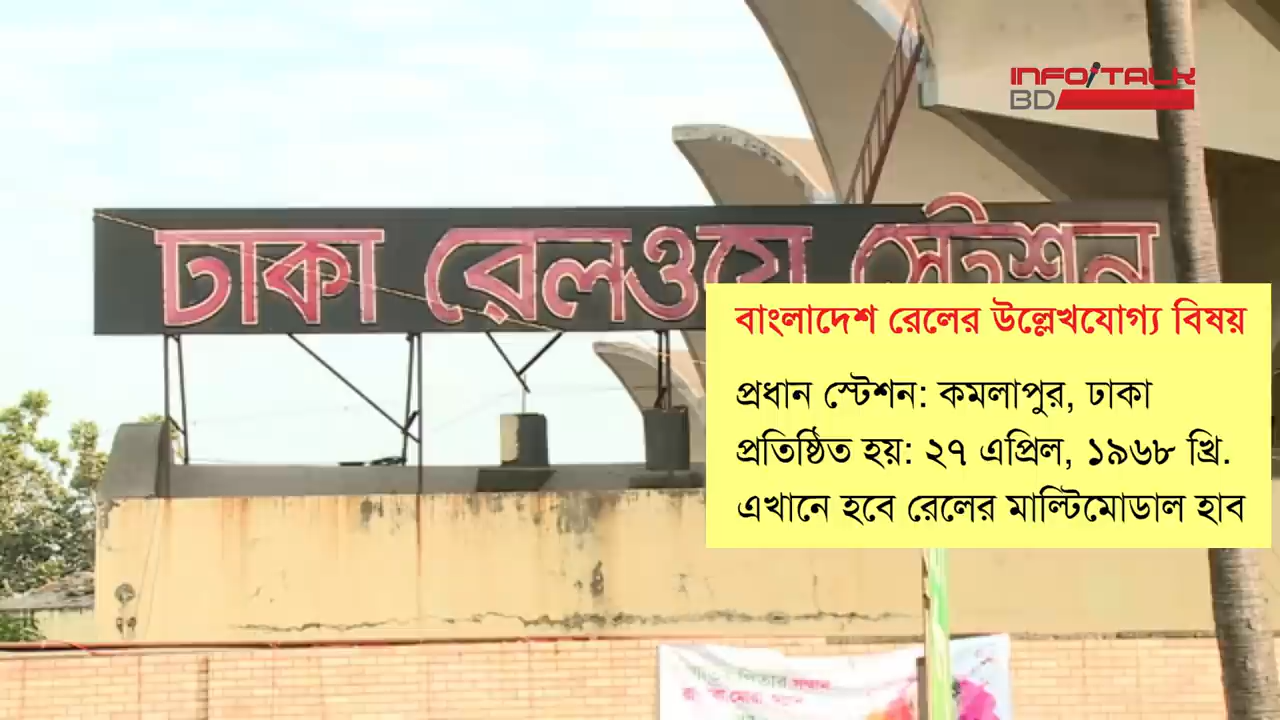 INFO TALK
BD
ঢাকা রেলওয়ে স্টেশন
বাংলাদেশ রেলের উল্লেখযোগ্য বিষয়
প্রধান স্টেশন: কমলাপুর, ঢাকা
প্রতিষ্ঠিত হয়: ২৭ এপ্রিল, ১৯৬৮ খ্রি.
এখানে হবে রেলের মাল্টিমোডাল হাব